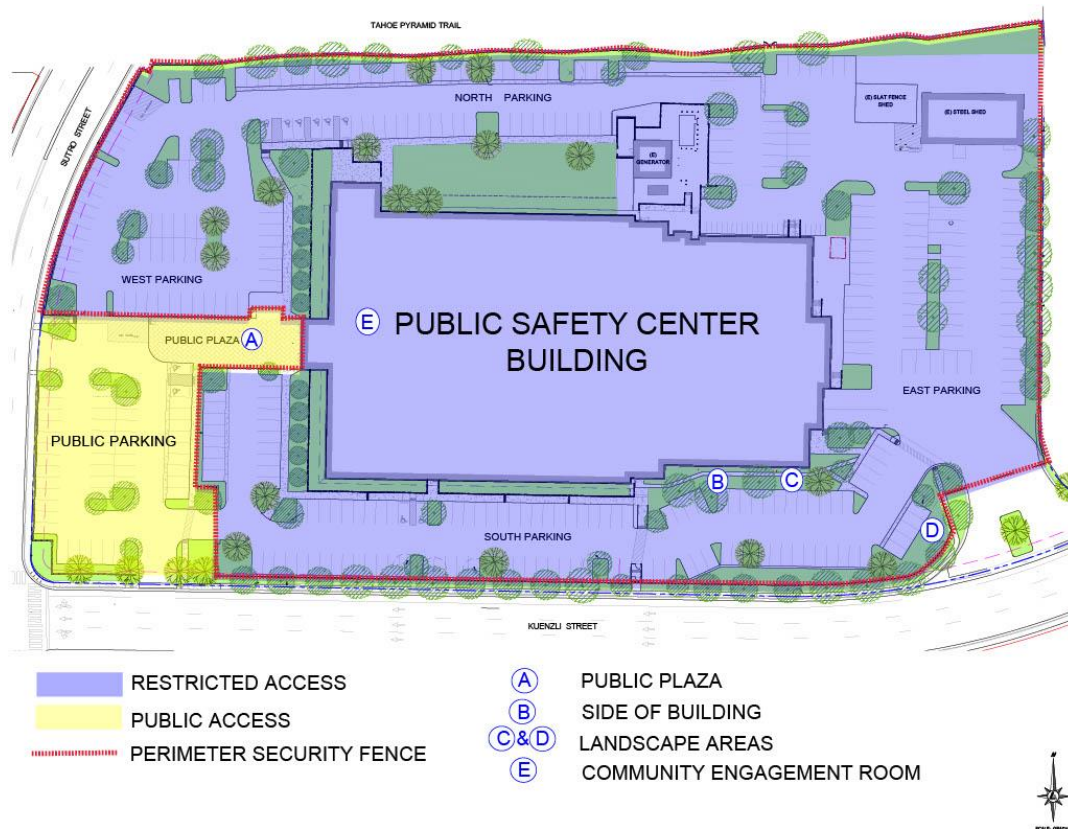 TAHOE PYRAMID TRAIL
SUTRO STREET
NORTH PARKING
(E) SLAT FENCE
SHED
(E) STEEL SHED
(E)
GENERATOR
WEST PARKING
PUBLIC PLAZA
A
E
PUBLIC SAFETY CENTER
BUILDING
EAST PARKING
PUBLIC PARKING
B
C
D
SOUTH PARKING
KUENZLI STREET
RESTRICTED ACCESS
PUBLIC ACCESS
PERIMETER SECURITY FENCE
A PUBLIC PLAZA
B SIDE OF BUILDING
C&D LANDSCAPE AREAS
E COMMUNITY ENGAGEMENT ROOM